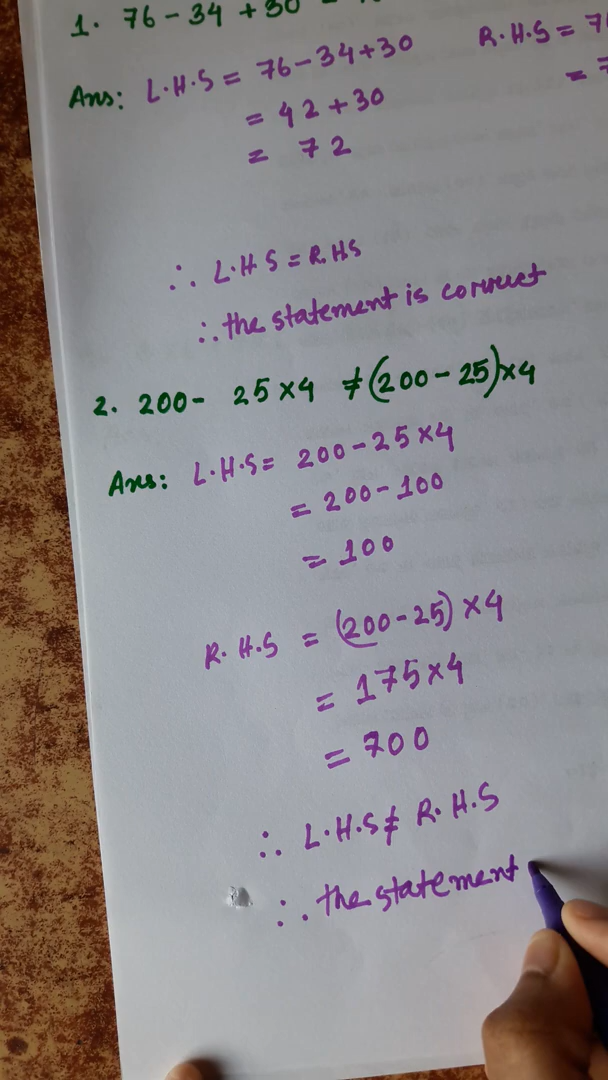 1. 76-34 +30 =
Ans: L.H.S = 76-34+30 R.H.S = 7
= 42+30 = 7
= 72
∴ L.H S = R.HS
∴ the statement is correct
2. 200- 25×4 ≠ (200-25)×4
Ans: L.H.S= 200-25×4
= 200-100
= 100
R.H.S = (200-25) ×4
= 175×4
= 700
∴ L.H.S ≠ R.H.S
∴ the statement